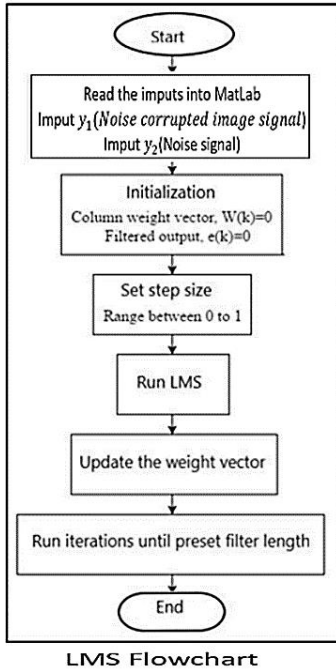 Start
Read the imputs into MatLab
Imput y₁(Noise corrupted image signal)
Imput y₂(Noise signal)
Initialization
Column weight vector, W(k)=0
Filtered output, e(k)=0
Set step size
Range between 0 to 1
Run LMS
Update the weight vector
Run iterations until preset filter length
End
LMS Flowchart